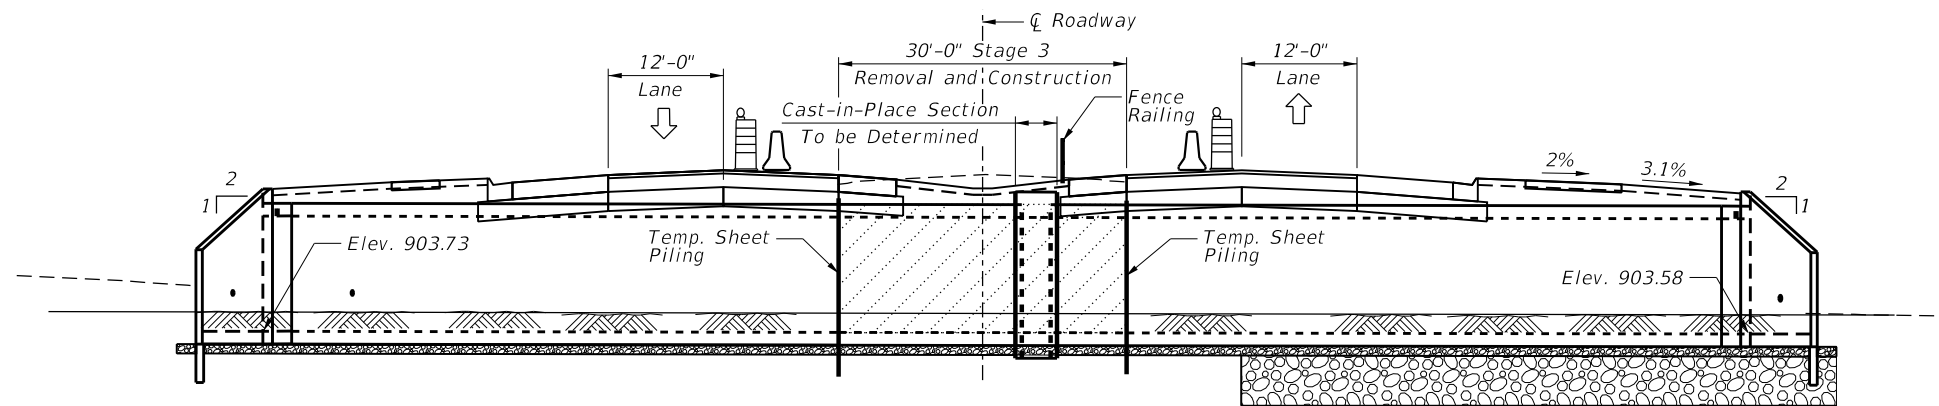 ℄ Roadway
30'-0" Stage 3
Removal and Construction
12'-0"
Lane
12'-0"
Lane
Cast-in-Place Section
To be Determined
Fence
Railing
2%
3.1%
2
1
2
1
Elev. 903.73
Temp. Sheet
Piling
Temp. Sheet
Piling
Elev. 903.58